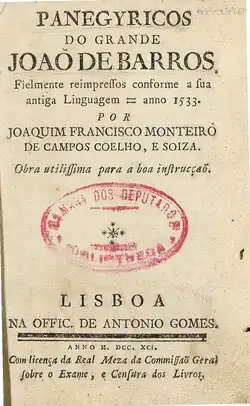 PANEGYRICOS
DO GRANDE
JOAÕ DE BARROS,
Fielmente reimpreſſos conforme a ſua
antiga Linguagem = anno 1533.
POR
JOAQUIM FRANCISCO MONTEIRO
DE CAMPOS COELHO, E SOIZA.
Obra utiliſſima para a boa inſtrucçaõ.
CAMARA DOS DEPUTADOS
BIBLIOTHECA
LISBOA
NA OFFIC. DE ANTONIO GOMES.
ANNO M. DCC. XCI.
Com licença da Real Meza da Commiſſaõ Geral
ſobre o Exame, e Cenſura dos Livros.